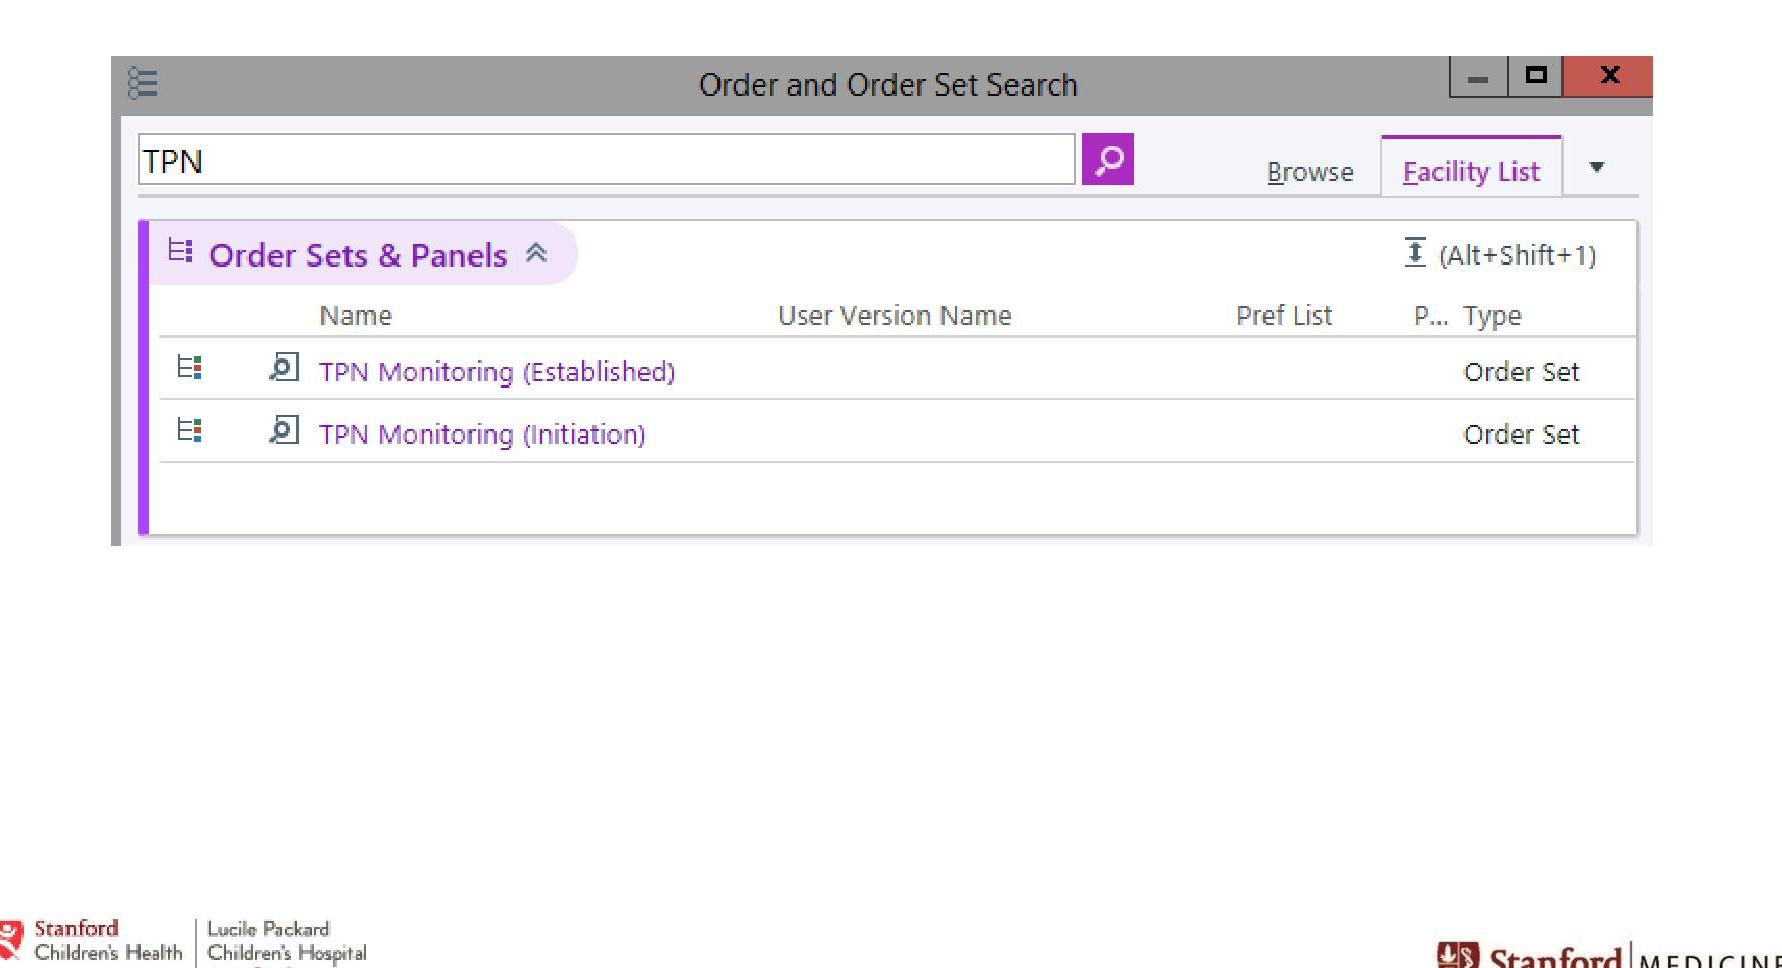 Order and Order Set Search
TPN
Browse
Facility List
Order Sets & Panels
(Alt+Shift+1)
Name User Version Name Pref List P... Type
TPN Monitoring (Established) Order Set
TPN Monitoring (Initiation) Order Set
Stanford
Children's Health
Lucile Packard
Children's Hospital
Stanford MEDICINE